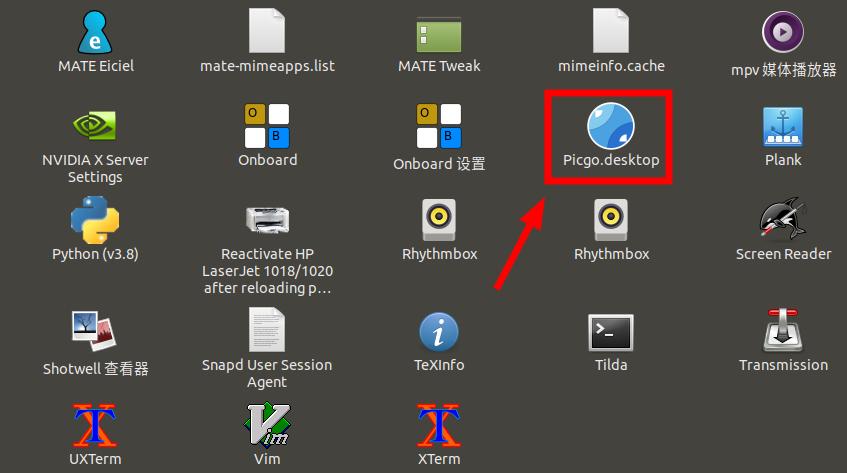 MATE Eiciel
mate-mimeapps.list
MATE Tweak
mimeinfo.cache
mpv 媒体播放器
NVIDIA X Server
Settings
O
B
Onboard
O
B
Onboard 设置
Picgo.desktop
Plank
Python (v3.8)
Reactivate HP
LaserJet 1018/1020
after reloading p...
Rhythmbox
Rhythmbox
Screen Reader
Shotwell 查看器
Snapd User Session
Agent
TeXInfo
Tilda
Transmission
UXTerm
Vim
Vim
XTerm